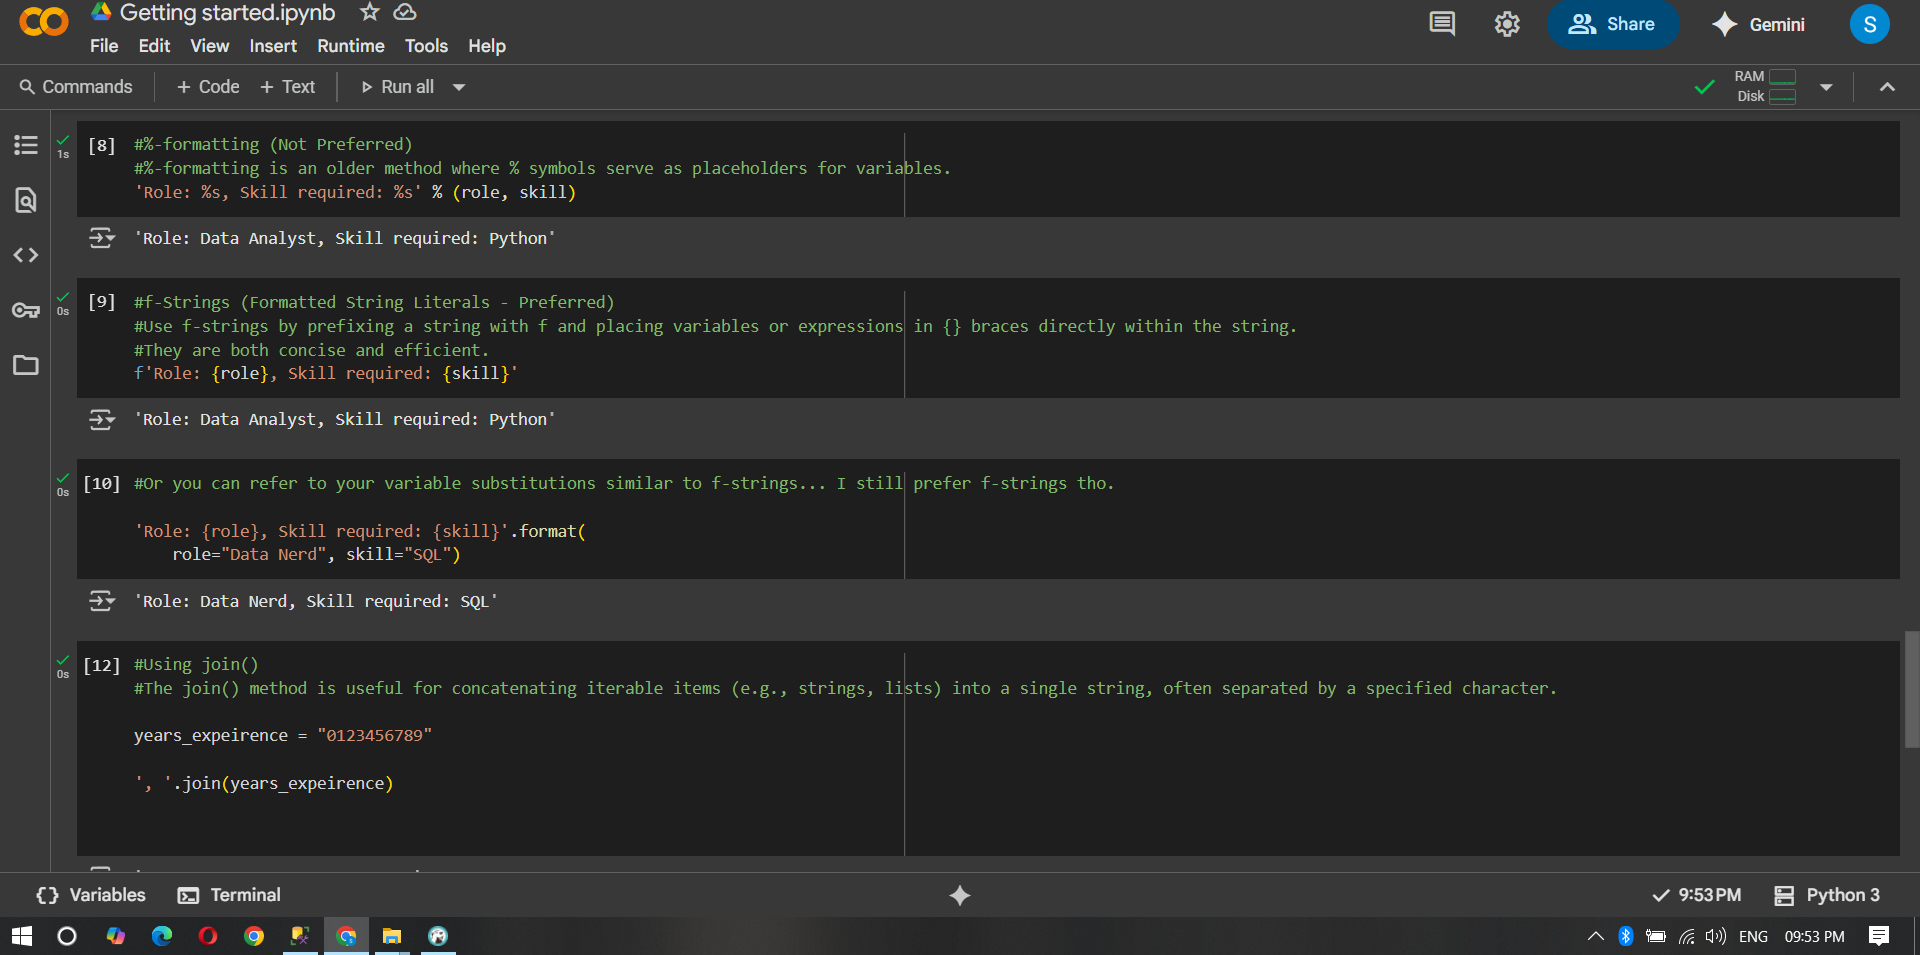 Getting started.ipynb
File Edit View Insert Runtime Tools Help
Share
Gemini
S
Commands + Code + Text Run all
RAM
Disk
1s
[8] #%-formatting (Not Preferred)
#%-formatting is an older method where % symbols serve as placeholders for variables.
'Role: %s, Skill required: %s' % (role, skill)
'Role: Data Analyst, Skill required: Python'
0s
[9] #f-Strings (Formatted String Literals - Preferred)
#Use f-strings by prefixing a string with f and placing variables or expressions in {} braces directly within the string.
#They are both concise and efficient.
f'Role: {role}, Skill required: {skill}'
'Role: Data Analyst, Skill required: Python'
0s
[10] #Or you can refer to your variable substitutions similar to f-strings... I still prefer f-strings tho.
'Role: {role}, Skill required: {skill}'.format(
role="Data Nerd", skill="SQL")
'Role: Data Nerd, Skill required: SQL'
0s
[12] #Using join()
#The join() method is useful for concatenating iterable items (e.g., strings, lists) into a single string, often separated by a specified character.
years_expeirence = "0123456789"
', '.join(years_expeirence)
{} Variables Terminal
9:53 PM Python 3
ENG 09:53 PM